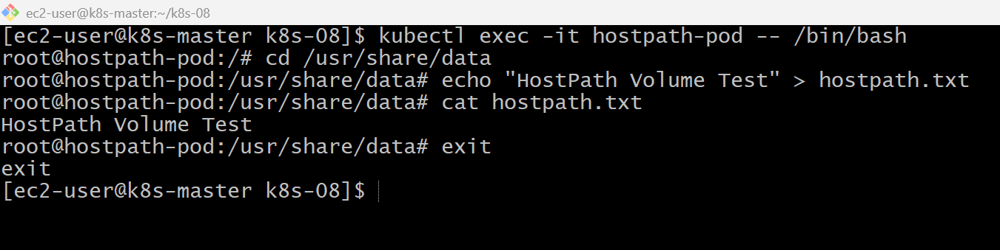 ec2-user@k8s-master:~/k8s-08
[ec2-user@k8s-master k8s-08]$ kubectl exec -it hostpath-pod -- /bin/bash
root@hostpath-pod:/# cd /usr/share/data
root@hostpath-pod:/usr/share/data# echo "HostPath Volume Test" > hostpath.txt
root@hostpath-pod:/usr/share/data# cat hostpath.txt
HostPath Volume Test
root@hostpath-pod:/usr/share/data# exit
exit
[ec2-user@k8s-master k8s-08]$